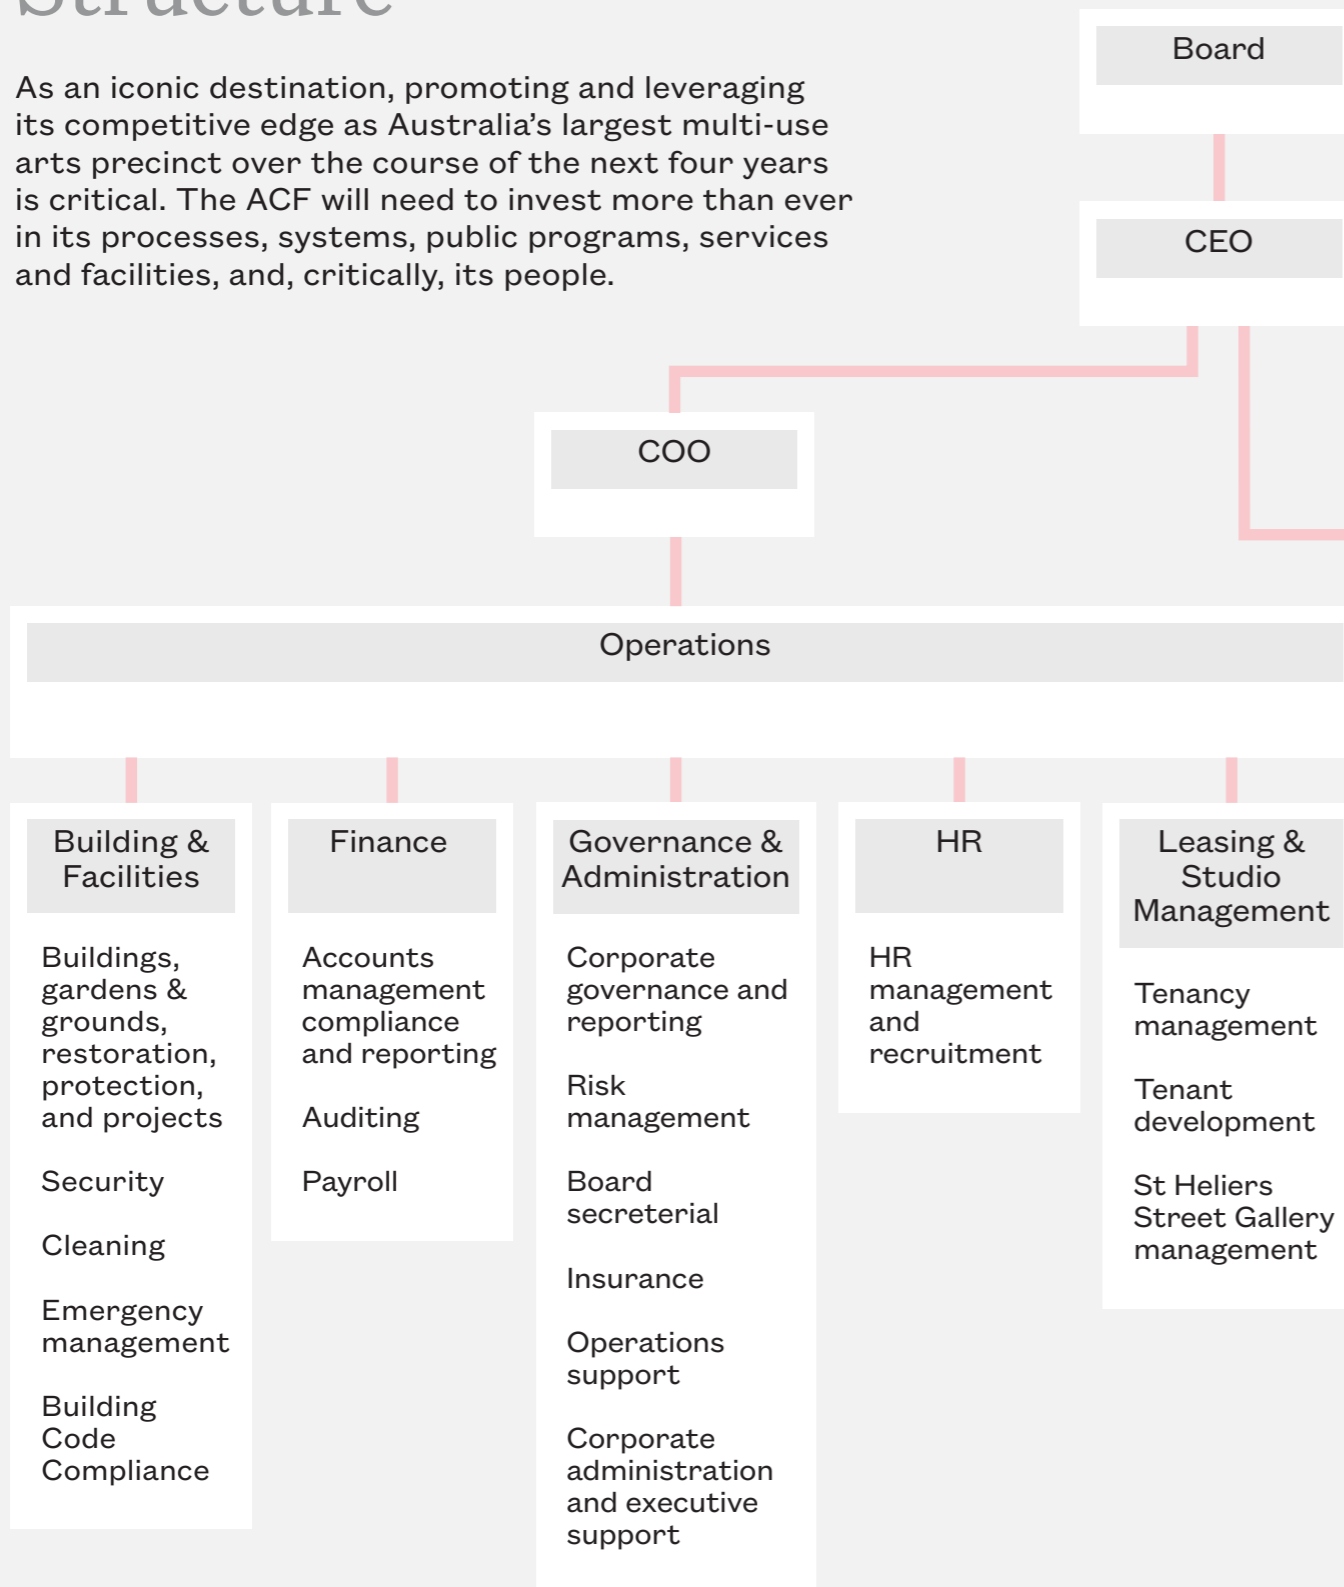 Structure
As an iconic destination, promoting and leveraging
its competitive edge as Australia’s largest multi-use
arts precinct over the course of the next four years
is critical. The ACF will need to invest more than ever
in its processes, systems, public programs, services
and facilities, and, critically, its people.
Board
CEO
COO
Operations
Building &
Facilities
Buildings,
gardens &
grounds,
restoration,
protection,
and projects
Security
Cleaning
Emergency
management
Building
Code
Compliance
Finance
Accounts
management
compliance
and reporting
Auditing
Payroll
Governance &
Administration
Corporate
governance and
reporting
Risk
management
Board
secreterial
Insurance
Operations
support
Corporate
administration
and executive
support
HR
HR
management
and
recruitment
Leasing &
Studio
Management
Tenancy
management
Tenant
development
St Heliers
Street Gallery
management